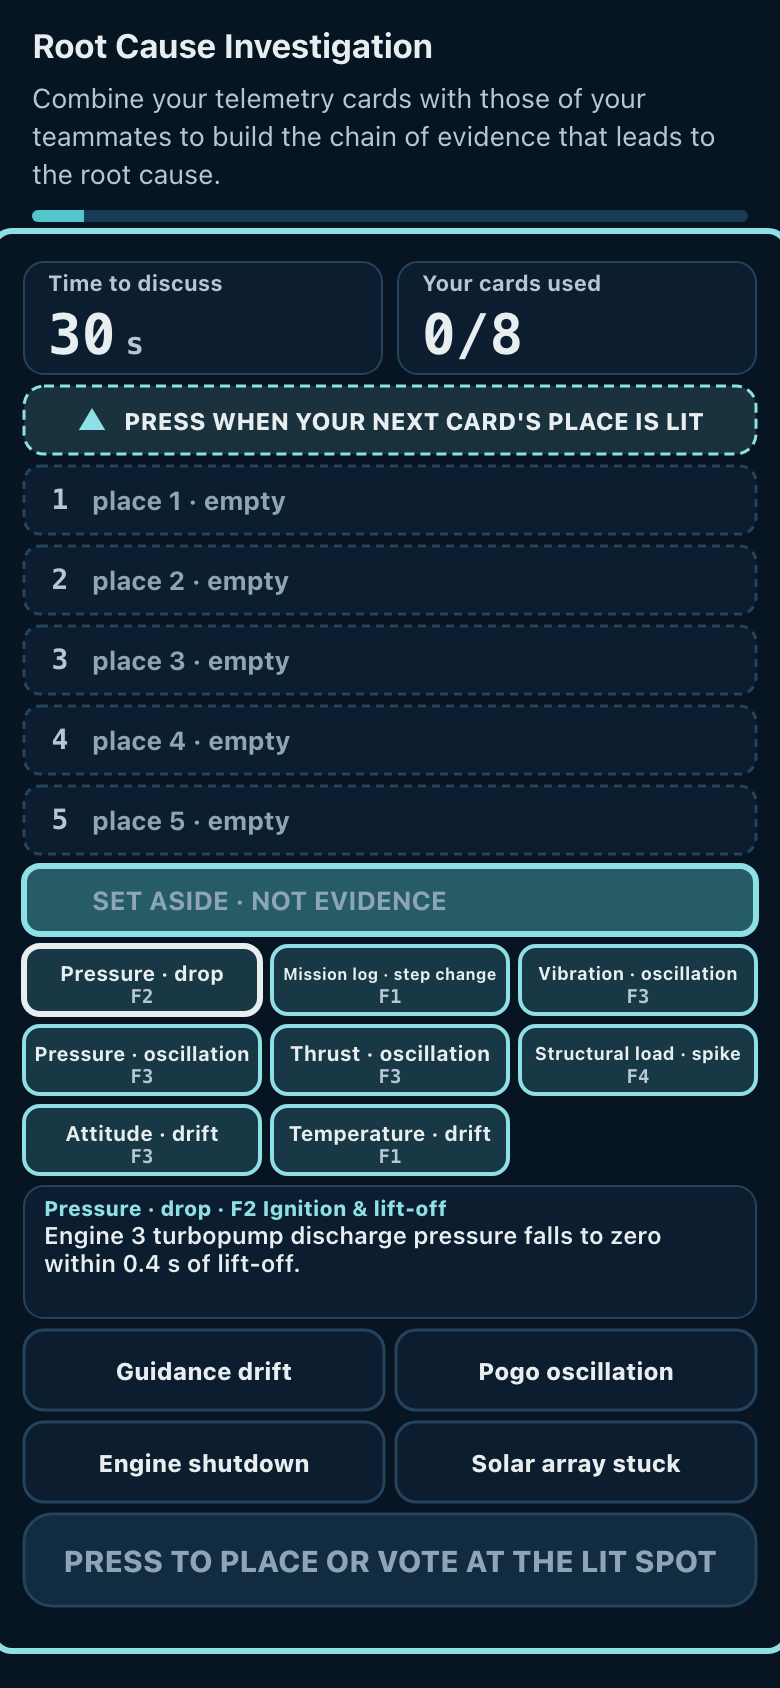 Root Cause Investigation
Combine your telemetry cards with those of your
teammates to build the chain of evidence that leads to
the root cause.
Time to discuss
30 s
Your cards used
0/8
PRESS WHEN YOUR NEXT CARD'S PLACE IS LIT
1 place 1 · empty
2 place 2 · empty
3 place 3 · empty
4 place 4 · empty
5 place 5 · empty
SET ASIDE · NOT EVIDENCE
Pressure · drop
F2
Mission log · step change
F1
Vibration · oscillation
F3
Pressure · oscillation
F3
Thrust · oscillation
F3
Structural load · spike
F4
Attitude · drift
F3
Temperature · drift
F1
Pressure · drop · F2 Ignition & lift-off
Engine 3 turbopump discharge pressure falls to zero
within 0.4 s of lift-off.
Guidance drift
Pogo oscillation
Engine shutdown
Solar array stuck
PRESS TO PLACE OR VOTE AT THE LIT SPOT